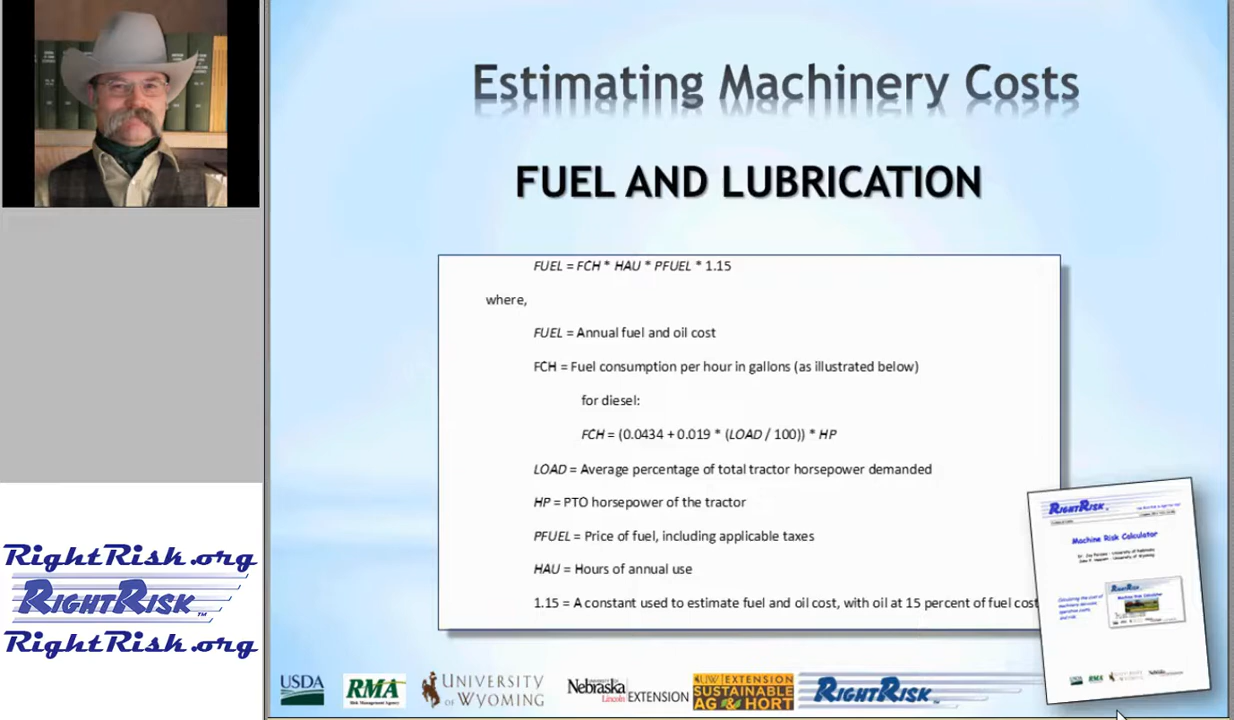 Estimating Machinery Costs
FUEL AND LUBRICATION
FUEL = FCH * HAU * PFUEL * 1.15
where,
FUEL = Annual fuel and oil cost
FCH = Fuel consumption per hour in gallons (as illustrated below)
for diesel:
FCH = (0.0434 + 0.019 * (LOAD / 100)) * HP
LOAD = Average percentage of total tractor horsepower demanded
HP = PTO horsepower of the tractor
PFUEL = Price of fuel, including applicable taxes
HAU = Hours of annual use
1.15 = A constant used to estimate fuel and oil cost, with oil at 15 percent of fuel cost
RIGHTRISK
Machine Risk Calculator
RightRisk.org
RIGHTRISK™
RightRisk.org
USDA
RMA
Risk Management Agency
UNIVERSITY
OF WYOMING
Nebraska
Lincoln
EXTENSION
UW EXTENSION
SUSTAINABLE
AG & HORT
RIGHTRISK™